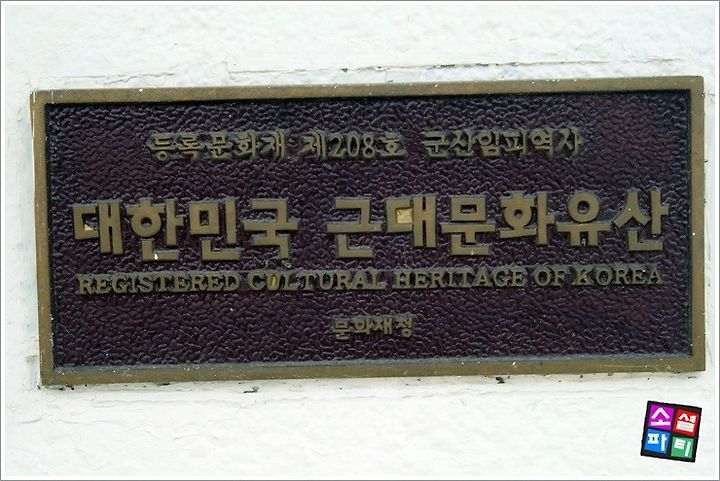 등록문화재 제208호 군산임피역사
대한민국 근대문화유산
REGISTERED CULTURAL HERITAGE OF KOREA
문화재청
소셜
파티